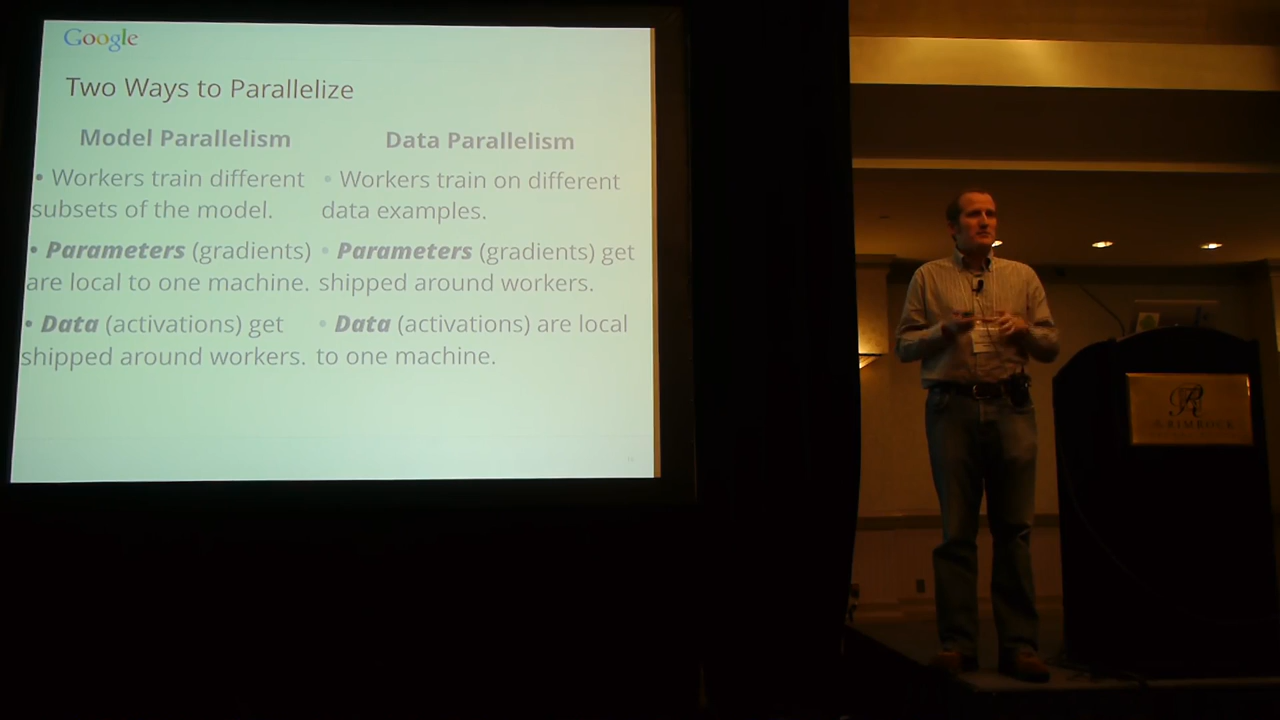 Google
Two Ways to Parallelize
Model Parallelism
• Workers train different
subsets of the model.
• Parameters (gradients)
are local to one machine.
• Data (activations) get
shipped around workers.
Data Parallelism
• Workers train on different
data examples.
• Parameters (gradients) get
shipped around workers.
• Data (activations) are local
to one machine.
RIMROCK